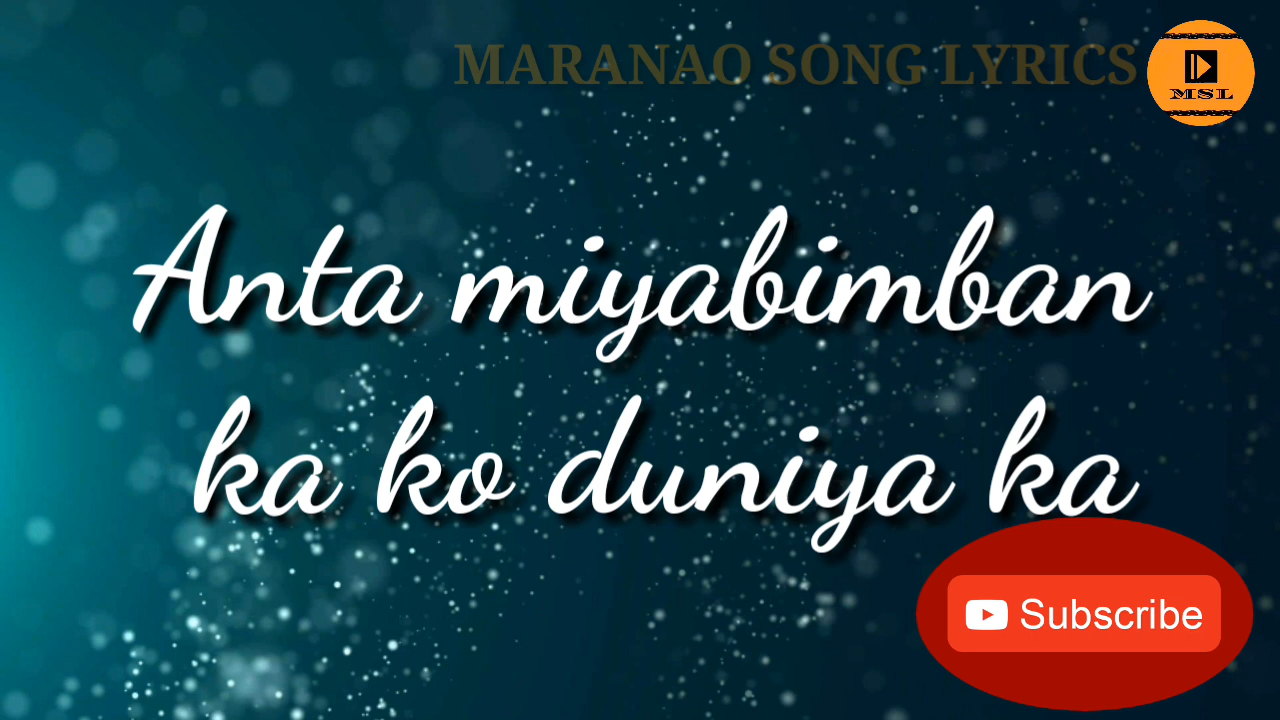 MARANAO SONG LYRICS
MSL
Anta miyabimban
ka ko duniya ka
Subscribe